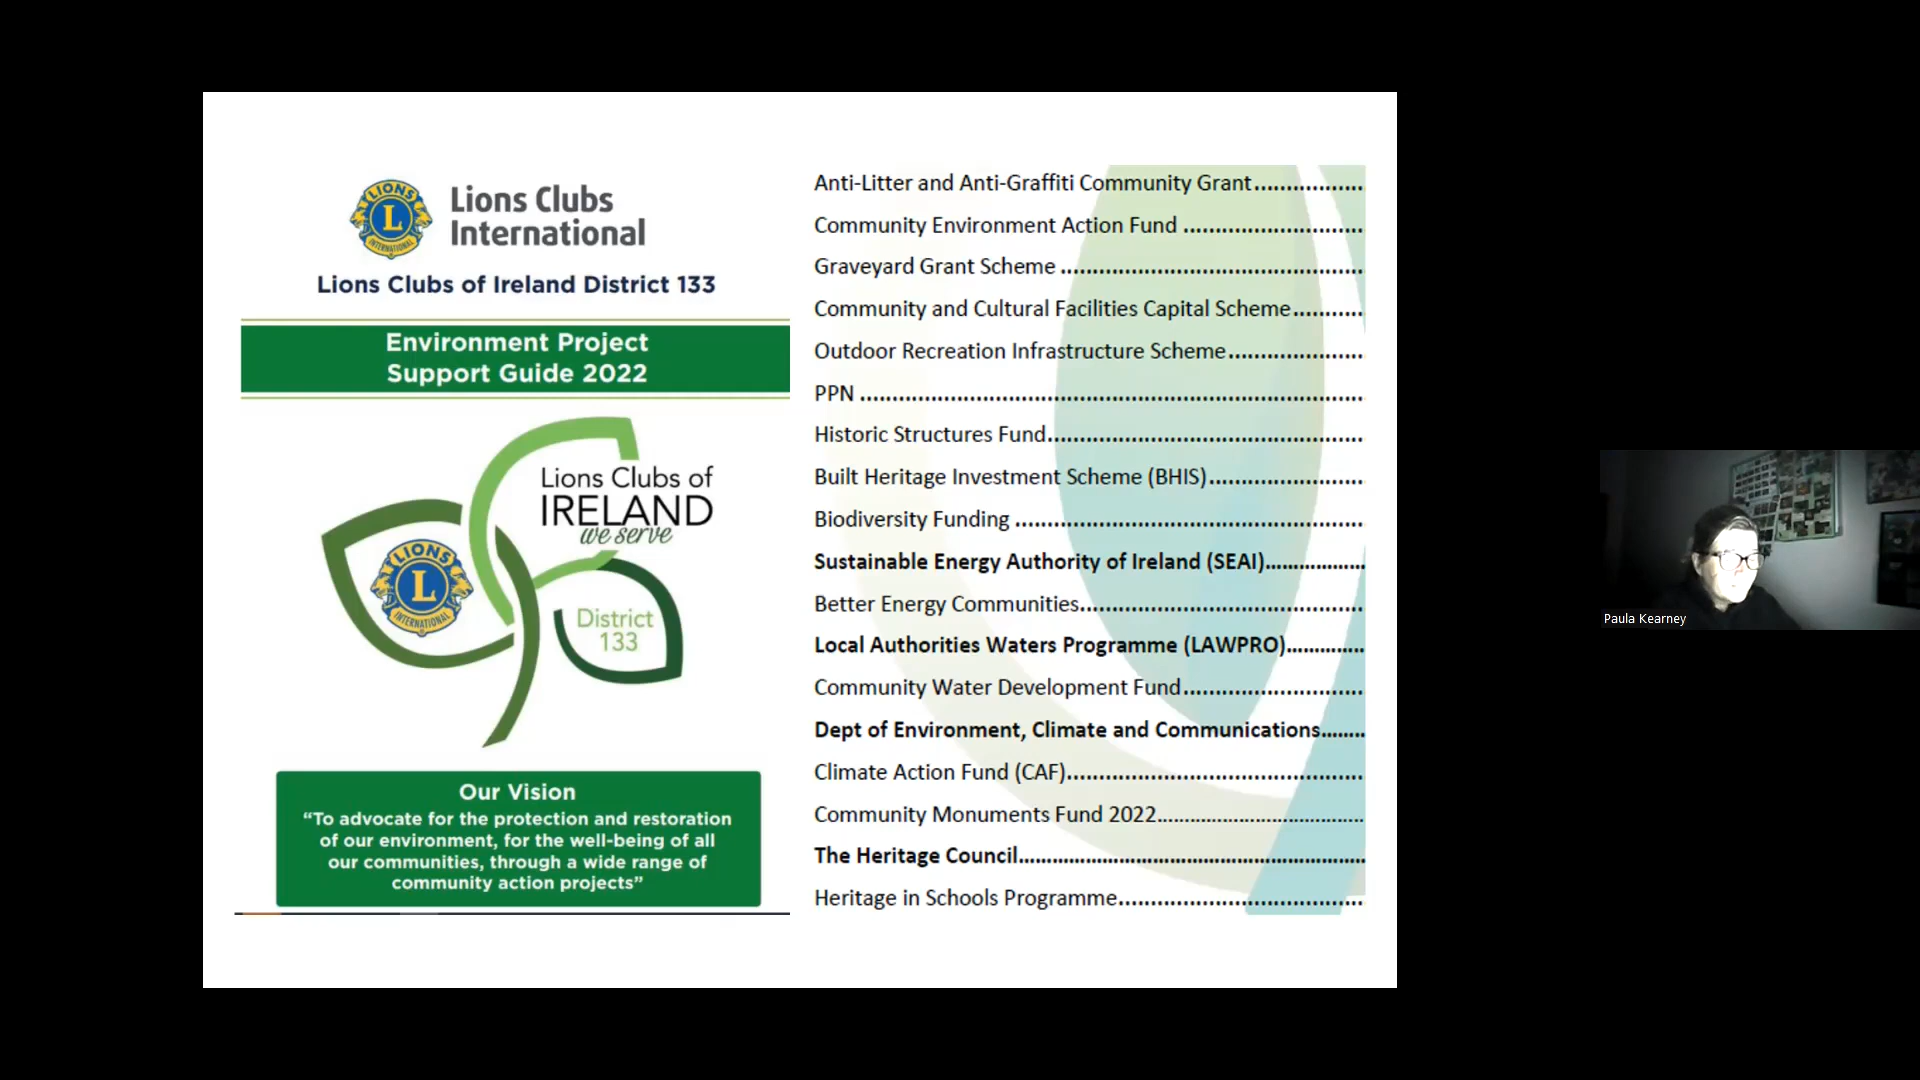 LIONS
L
INTERNATIONAL
Lions Clubs
International
Lions Clubs of Ireland District 133
Environment Project
Support Guide 2022
Lions Clubs of
IRELAND
we serve
LIONS
L
INTERNATIONAL
District
133
Our Vision
“To advocate for the protection and restoration
of our environment, for the well-being of all
our communities, through a wide range of
community action projects”
Anti-Litter and Anti-Graffiti Community Grant..................
Community Environment Action Fund .............................
Graveyard Grant Scheme .................................................
Community and Cultural Facilities Capital Scheme...........
Outdoor Recreation Infrastructure Scheme......................
PPN ................................................................................
Historic Structures Fund...................................................
Built Heritage Investment Scheme (BHIS).........................
Biodiversity Funding ........................................................
Sustainable Energy Authority of Ireland (SEAI)................
Better Energy Communities..............................................
Local Authorities Waters Programme (LAWPRO).............
Community Water Development Fund.............................
Dept of Environment, Climate and Communications.......
Climate Action Fund (CAF)................................................
Community Monuments Fund 2022.................................
The Heritage Council........................................................
Heritage in Schools Programme........................................
Paula Kearney